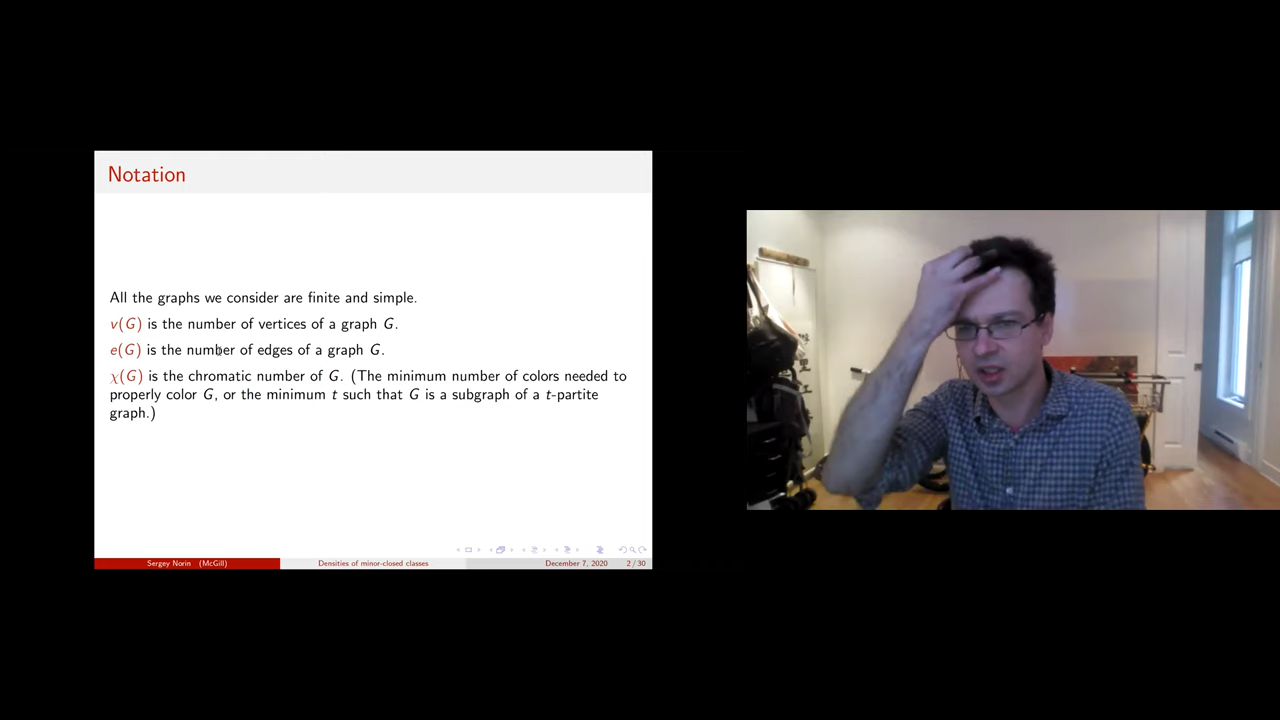 Notation
All the graphs we consider are finite and simple.
v(G) is the number of vertices of a graph G.
e(G) is the number of edges of a graph G.
χ(G) is the chromatic number of G. (The minimum number of colors needed to
properly color G, or the minimum t such that G is a subgraph of a t-partite
graph.)
Sergey Norin (McGill) Densities of minor-closed classes December 7, 2020 2 / 30